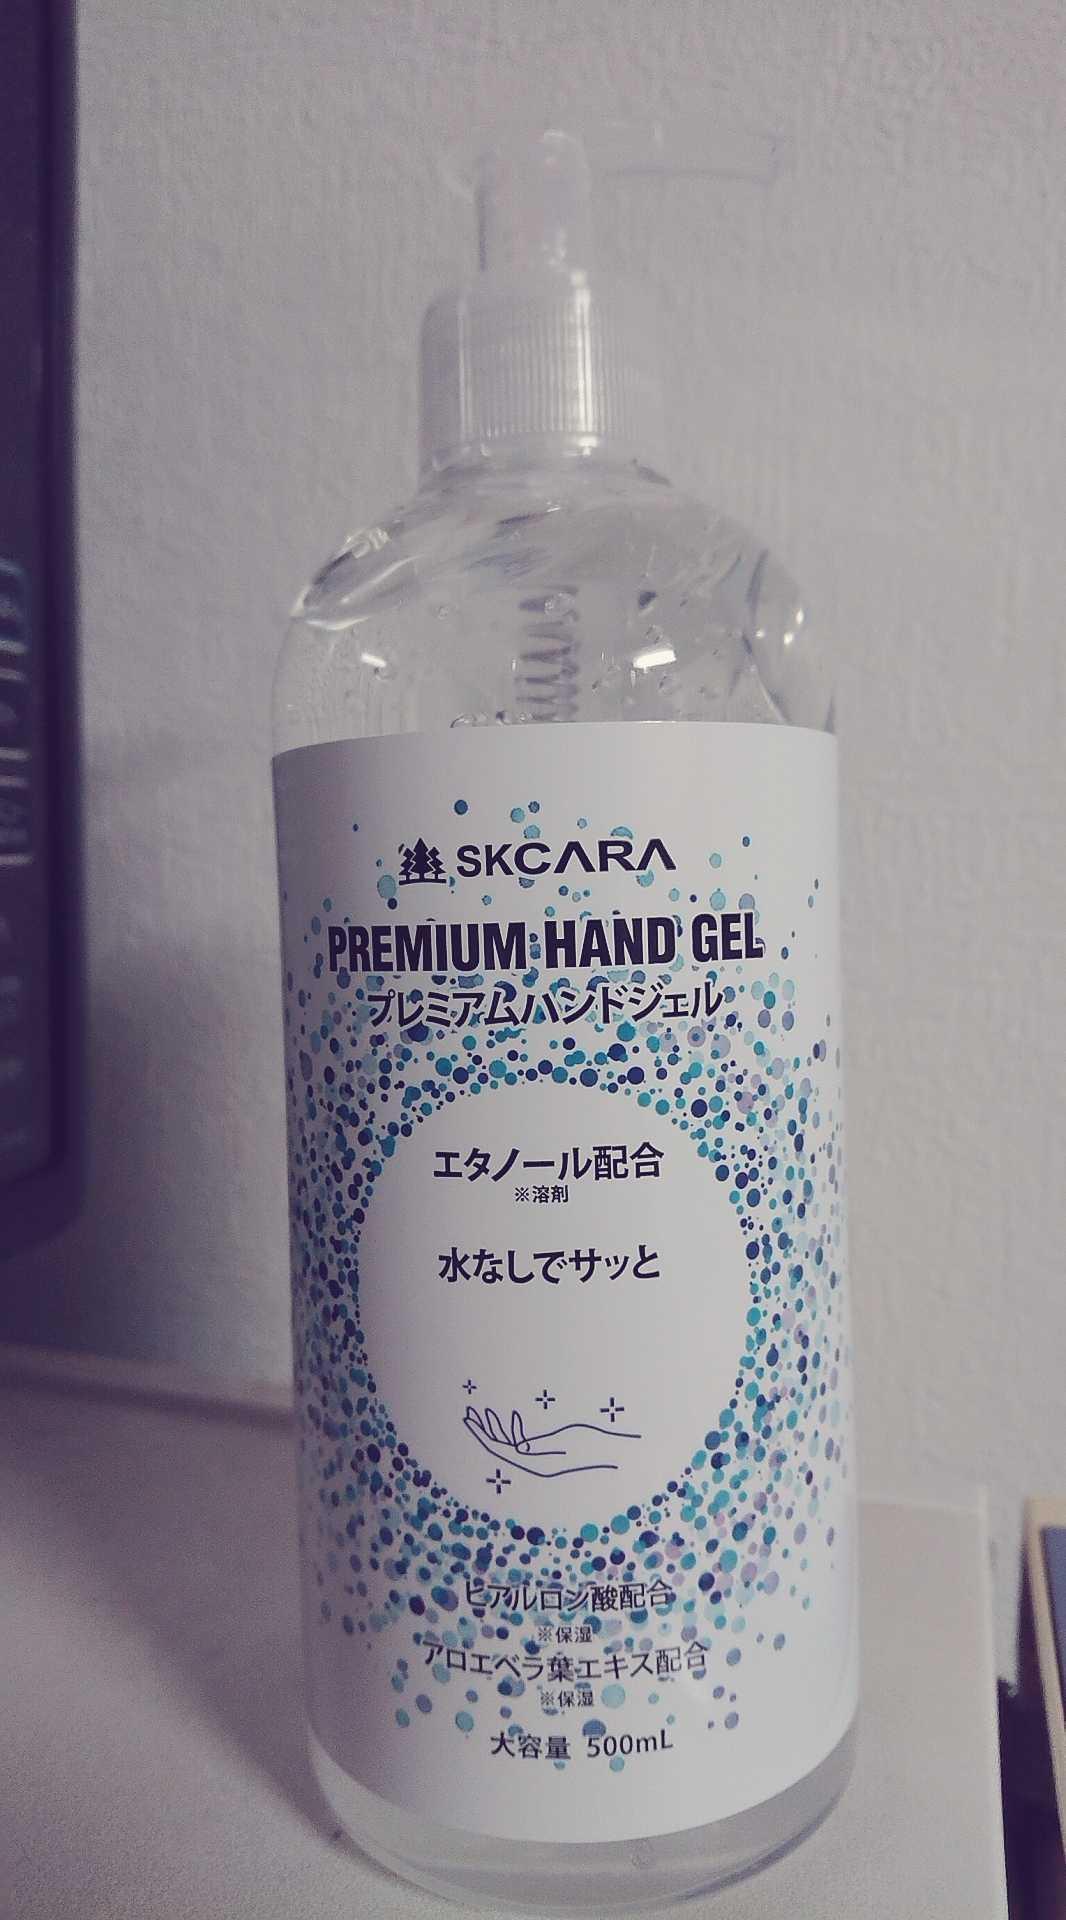 SKCARA
PREMIUM HAND GEL
プレミアムハンドジェル
エタノール配合
※溶剤
水なしでサッと
ヒアルロン酸配合
※保湿
アロエベラ葉エキス配合
※保湿
大容量 500mL